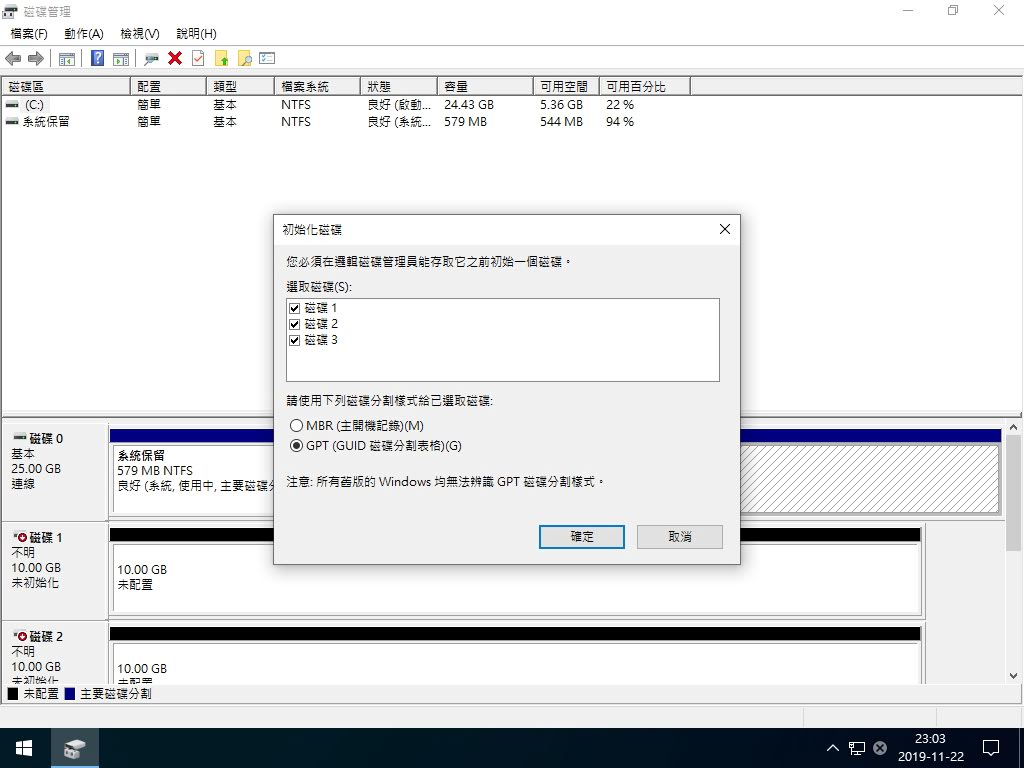 磁碟管理
檔案(F) 動作(A) 檢視(V) 說明(H)
磁碟區 配置 類型 檔案系統 狀態 容量 可用空間 可用百分比
(C:) 簡單 基本 NTFS 良好 (啟動... 24.43 GB 5.36 GB 22 %
系統保留 簡單 基本 NTFS 良好 (系統... 579 MB 544 MB 94 %
初始化磁碟
您必須在邏輯磁碟管理員能存取它之前初始一個磁碟。
選取磁碟(S):
磁碟 1
磁碟 2
磁碟 3
請使用下列磁碟分割樣式給已選取磁碟:
MBR (主開機記錄)(M)
GPT (GUID 磁碟分割表格)(G)
注意: 所有舊版的 Windows 均無法辨識 GPT 磁碟分割樣式。
確定 取消
磁碟 0
基本
25.00 GB
連線
系統保留
579 MB NTFS
良好 (系統, 使用中, 主要磁碟分
磁碟 1
不明
10.00 GB
未初始化
10.00 GB
未配置
磁碟 2
不明
10.00 GB
未初始化
10.00 GB
未配置
未配置 主要磁碟分割
23:03
2019-11-22